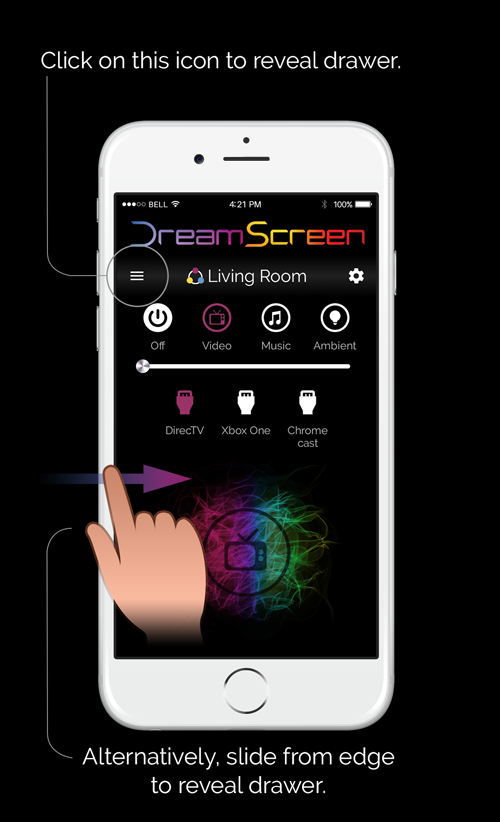 Click on this icon to reveal drawer.
BELL 4:21 PM 100%
DreamScreen
Living Room
Off Video Music Ambient
DirecTV Xbox One Chrome
cast
Alternatively, slide from edge
to reveal drawer.